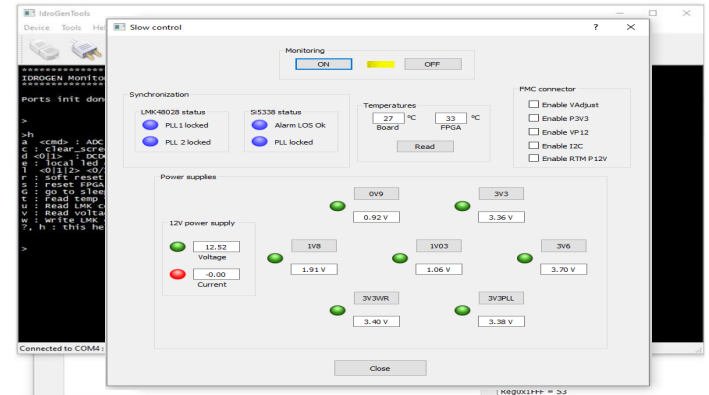 IdroGenTools
Device Tools Hel
Slow control
?
Monitoring
ON OFF
Synchronization
LMK48028 status
PLL1 locked
PLL 2 locked
Si5338 status
Alarm LOS Ok
PLL locked
Temperatures
27 °C 33 °C
Board FPGA
Read
FMC connector
Enable VAdjust
Enable P3V3
Enable VP12
Enable I2C
Enable RTM P12V
Power supplies
12V power supply
12.52
Voltage
-0.00
Current
0V9
0.92 V
3V3
3.36 V
1V8
1.91 V
1V03
1.06 V
3V6
3.70 V
3V3WR
3.40 V
3V3PLL
3.38 V
Close
********************
IDROGEN Monito
********************
Ports init don
>
>h
a <cmd> : ADC
c : clear_scre
d <0|1> : DCD
e : local led
l <0|1|2> <0/
r : soft reset
s : reset FPGA
G : go to slee
t : read temp
u : Read LMK c
v : Read volta
w : Write LMK
?, h : this he
>
Connected to COM4 :
Reg0x1FFF = 53